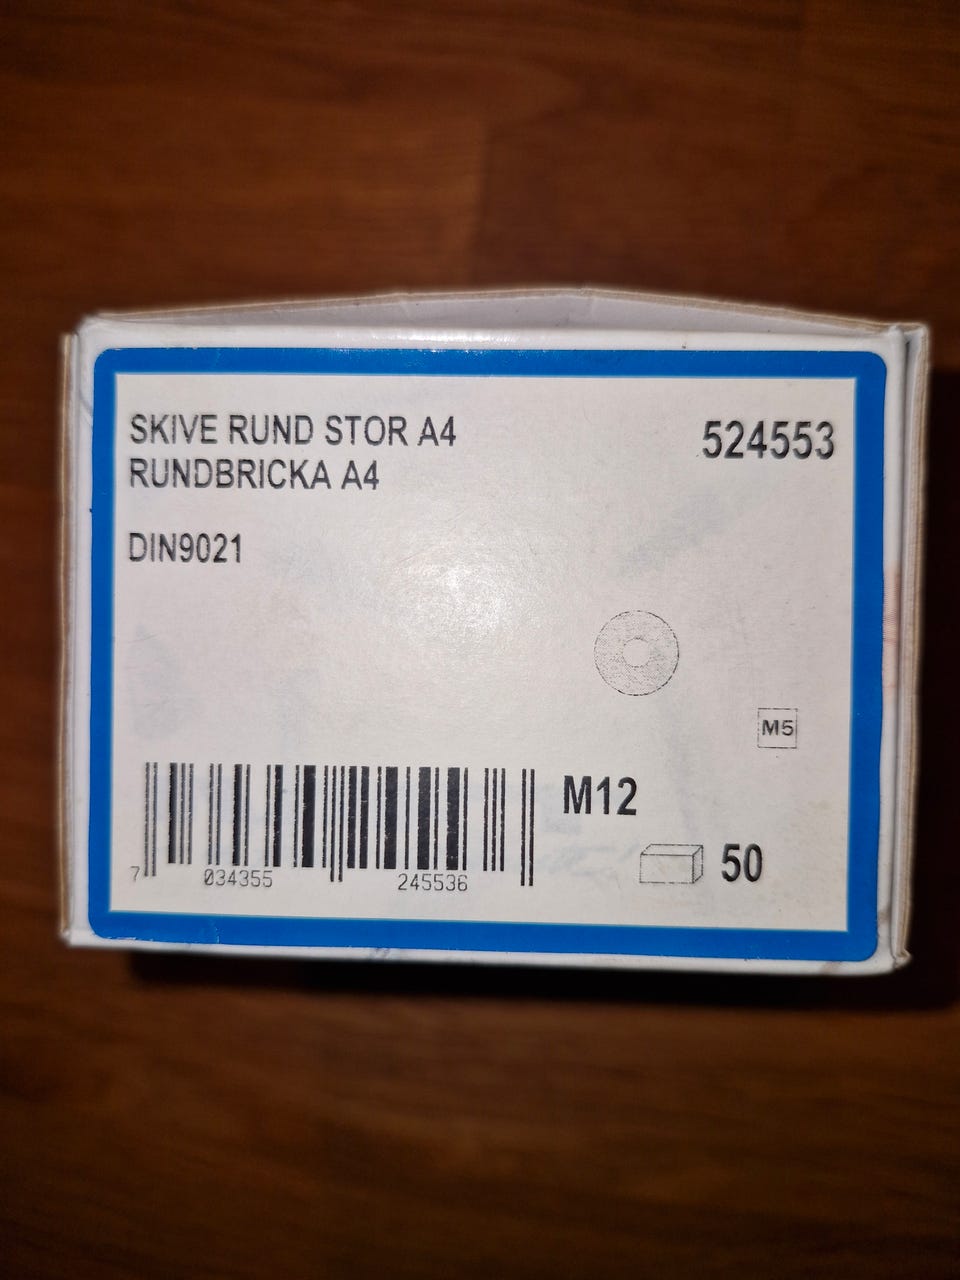 SKIVE RUND STOR A4
RUNDBRICKA A4
524553
DIN9021
M5
M12
50
7 034355 245536